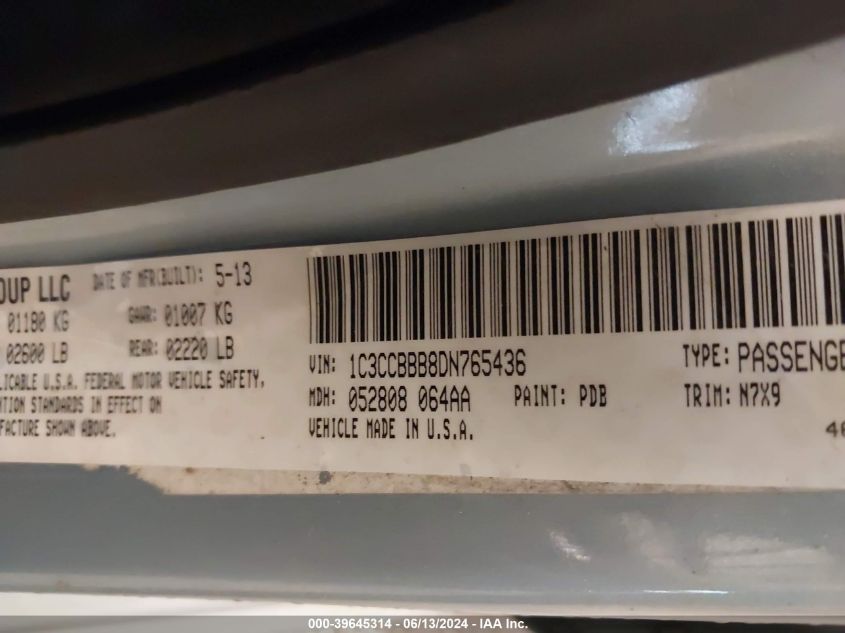 OUP LLC DATE OF MFR(BUILT): 5-13
01180 KG GAWR: 01007 KG
02600 LB REAR: 02220 LB
LICABLE U.S.A. FEDERAL MOTOR VEHICLE SAFETY,
TION STANDARDS IN EFFECT ON
FACTURE SHOWN ABOVE.
VIN: 1C3CCBBB8DN765436 TYPE: PASSENGE
MDH: 052808 064AA PAINT: PDB TRIM: N7X9
VEHICLE MADE IN U.S.A.
000-39645314 - 06/13/2024 - IAA Inc.